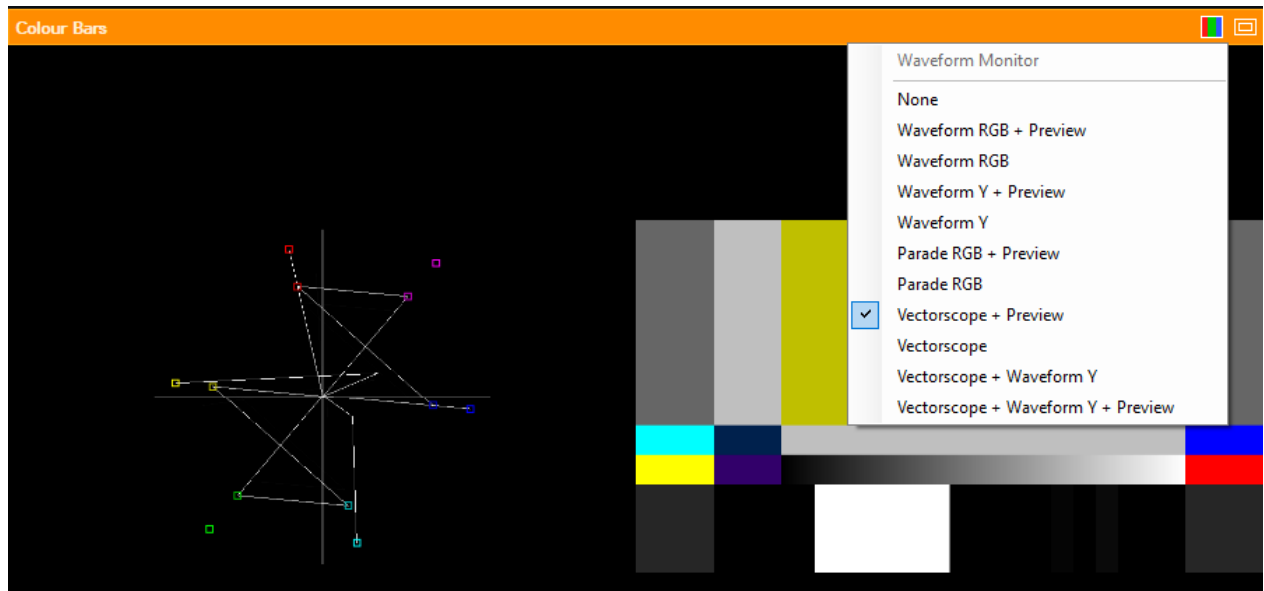 Colour Bars
Waveform Monitor
None
Waveform RGB + Preview
Waveform RGB
Waveform Y + Preview
Waveform Y
Parade RGB + Preview
Parade RGB
Vectorscope + Preview
Vectorscope
Vectorscope + Waveform Y
Vectorscope + Waveform Y + Preview